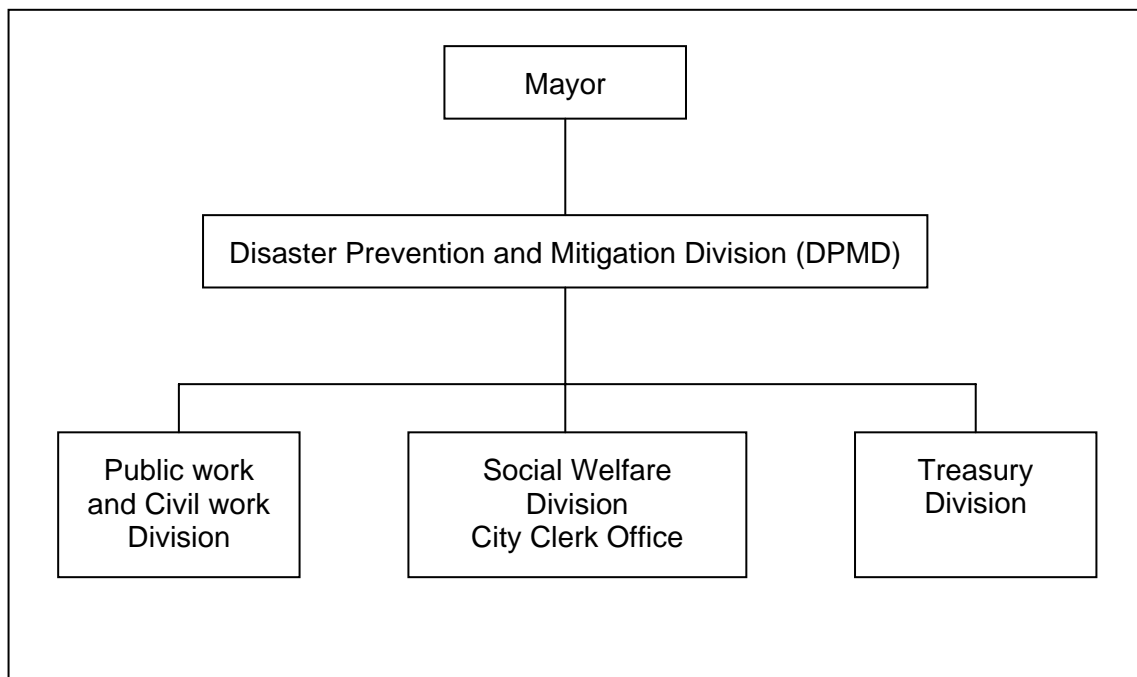 Mayor
Disaster Prevention and Mitigation Division (DPMD)
Public work
and Civil work
Division
Social Welfare
Division
City Clerk Office
Treasury
Division